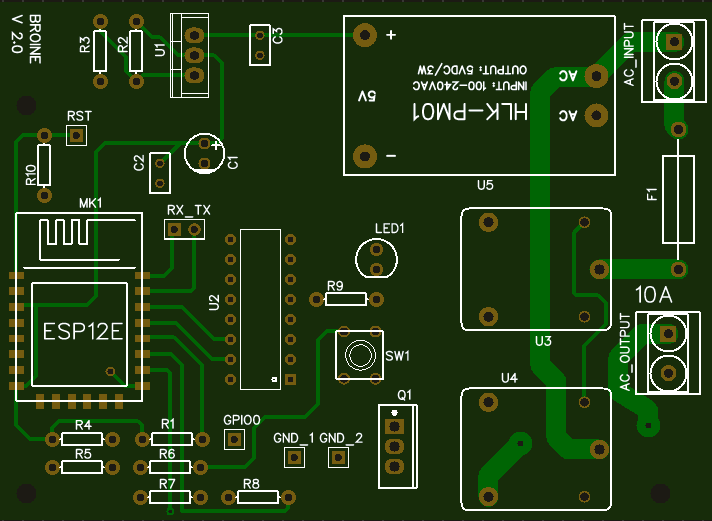 BROINE
V 2.0
R3
R2
U1
C3
+
AC
AC_INPUT
OUTPUT: 5VDC/3W
INPUT: 100-240VAC
5V
HLK-PM01
AC
-
U5
RST
R10
C2
+
C1
F1
MK1
RX_TX
LED1
U2
R9
ESP12E
SW1
U3
10A
AC_OUTPUT
U4
Q1
R4
R1
GPIO0
GND_1
GND_2
R5
R6
R7
R8